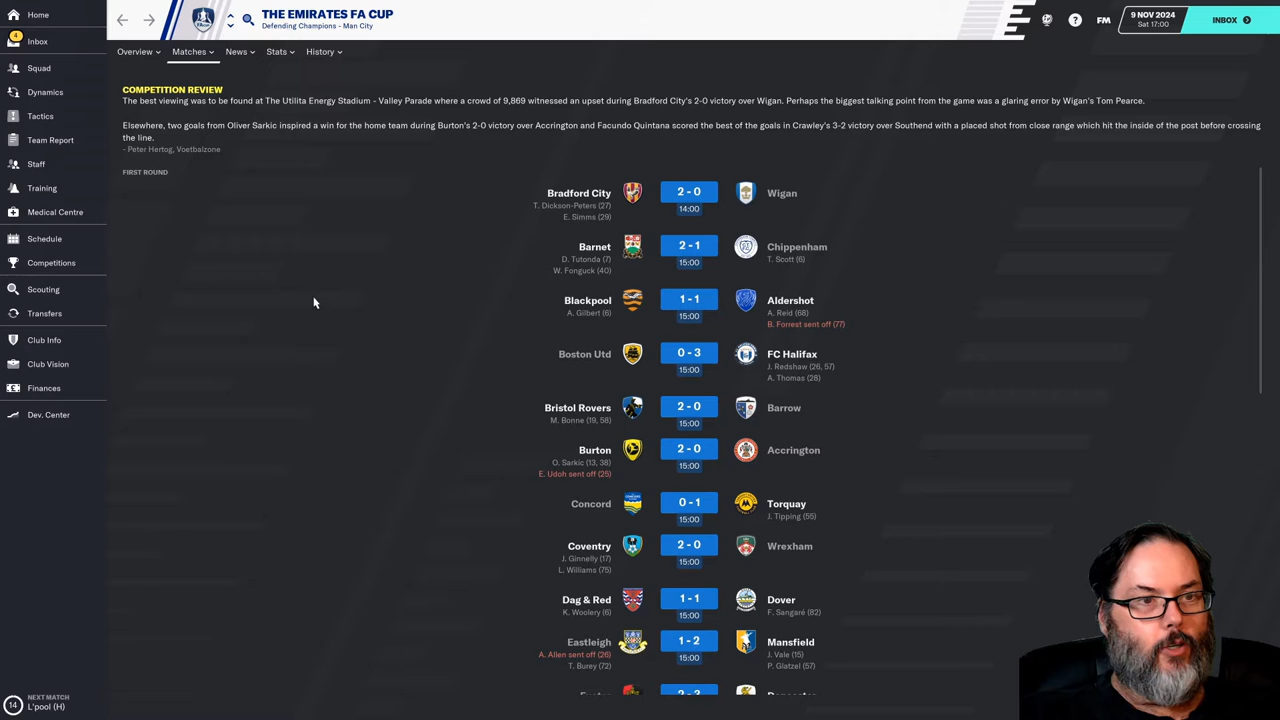 Home
THE EMIRATES FA CUP
Defending Champions - Man City
FM
9 NOV 2024
Sat 17:00
INBOX
4
Inbox
Overview
Matches
News
Stats
History
Squad
Dynamics
Tactics
Team Report
Staff
Training
Medical Centre
Schedule
Competitions
Scouting
Transfers
Club Info
Club Vision
Finances
Dev. Center
14
NEXT MATCH
L'pool (H)
COMPETITION REVIEW
The best viewing was to be found at The Utilita Energy Stadium - Valley Parade where a crowd of 9,869 witnessed an upset during Bradford City's 2-0 victory over Wigan. Perhaps the biggest talking point from the game was a glaring error by Wigan's Tom Pearce.
Elsewhere, two goals from Oliver Sarkic inspired a win for the home team during Burton's 2-0 victory over Accrington and Facundo Quintana scored the best of the goals in Crawley's 3-2 victory over Southend with a placed shot from close range which hit the inside of the post before crossing
the line.
- Peter Hertog, Voetbalzone
FIRST ROUND
Bradford City 2 - 0 Wigan
T. Dickson-Peters (27) 14:00
E. Simms (29)
Barnet 2 - 1 Chippenham
D. Tutonda (7) 15:00 T. Scott (6)
W. Fonguck (40)
Blackpool 1 - 1 Aldershot
A. Gilbert (6) 15:00 A. Reid (68)
B. Forrest sent off (77)
Boston Utd 0 - 3 FC Halifax
15:00 J. Redshaw (26, 57)
A. Thomas (28)
Bristol Rovers 2 - 0 Barrow
M. Bonne (19, 58) 15:00
Burton 2 - 0 Accrington
O. Sarkic (13, 38) 15:00
E. Udoh sent off (25)
Concord 0 - 1 Torquay
15:00 J. Tipping (55)
Coventry 2 - 0 Wrexham
J. Ginnelly (17) 15:00
L. Williams (75)
Dag & Red 1 - 1 Dover
K. Woolery (6) 15:00 F. Sangaré (82)
Eastleigh 1 - 2 Mansfield
A. Allen sent off (26) 15:00 J. Vale (15)
T. Burey (72) P. Glatzel (57)